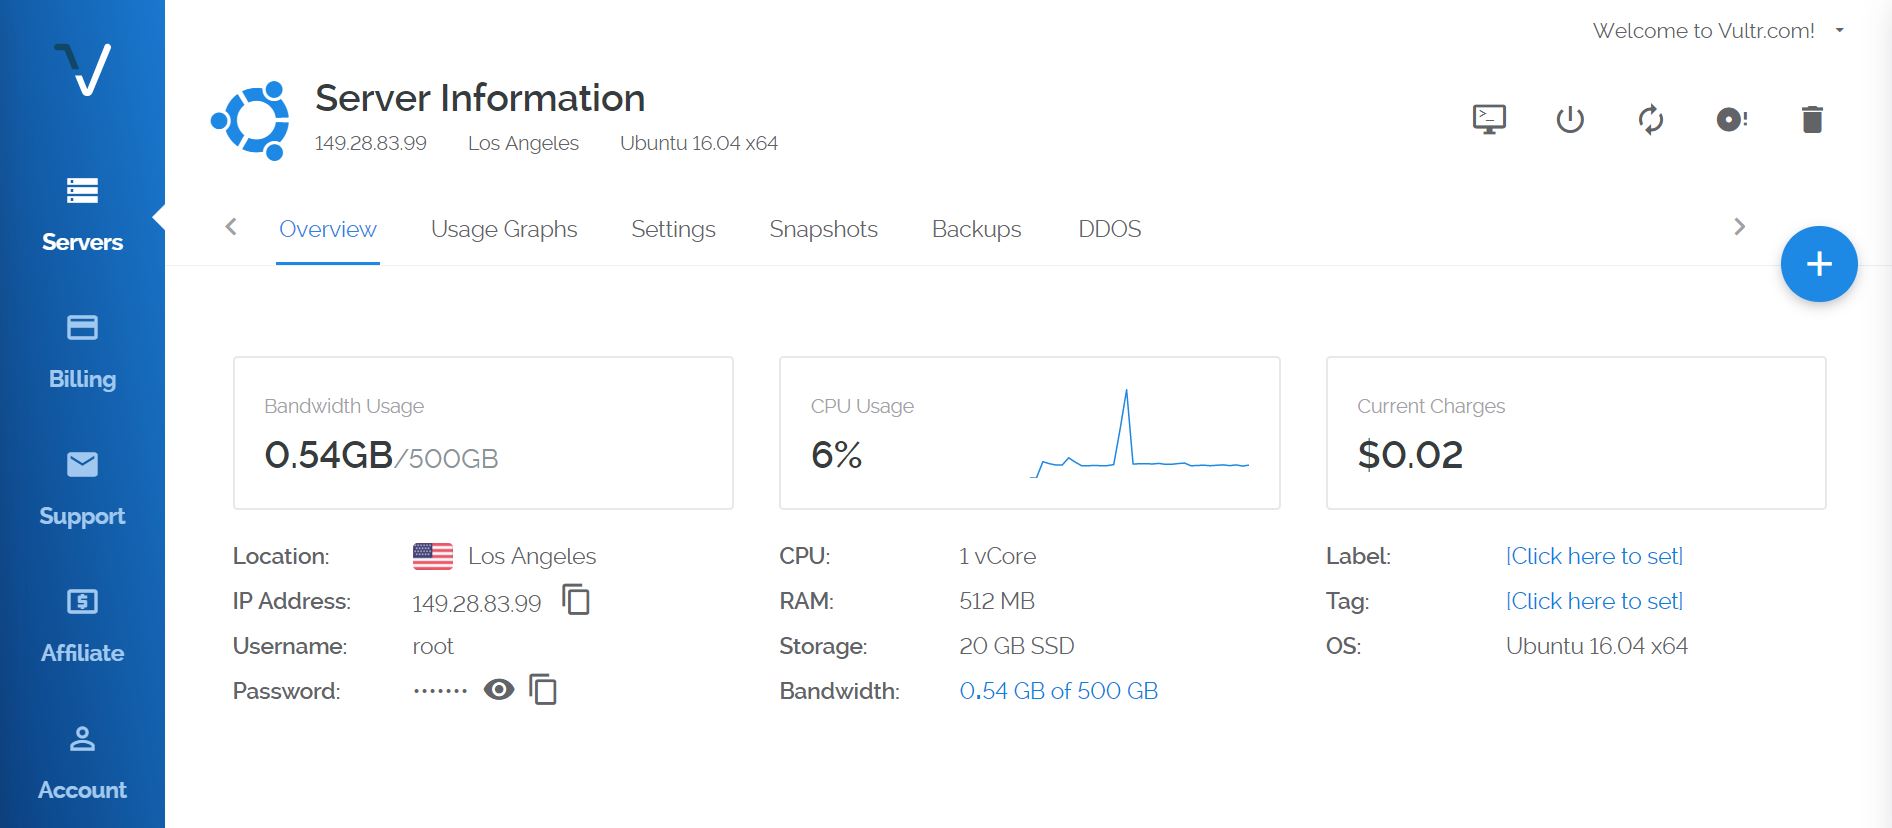 Welcome to Vultr.com!
Server Information
149.28.83.99 Los Angeles Ubuntu 16.04 x64
Servers
Overview Usage Graphs Settings Snapshots Backups DDOS
Billing
Bandwidth Usage
0.54GB/500GB
CPU Usage
6%
Current Charges
$0.02
Support
Location: Los Angeles
IP Address: 149.28.83.99
Username: root
Password: •••••••
CPU: 1 vCore
RAM: 512 MB
Storage: 20 GB SSD
Bandwidth: 0.54 GB of 500 GB
Label: [Click here to set]
Tag: [Click here to set]
OS: Ubuntu 16.04 x64
Affiliate
Account